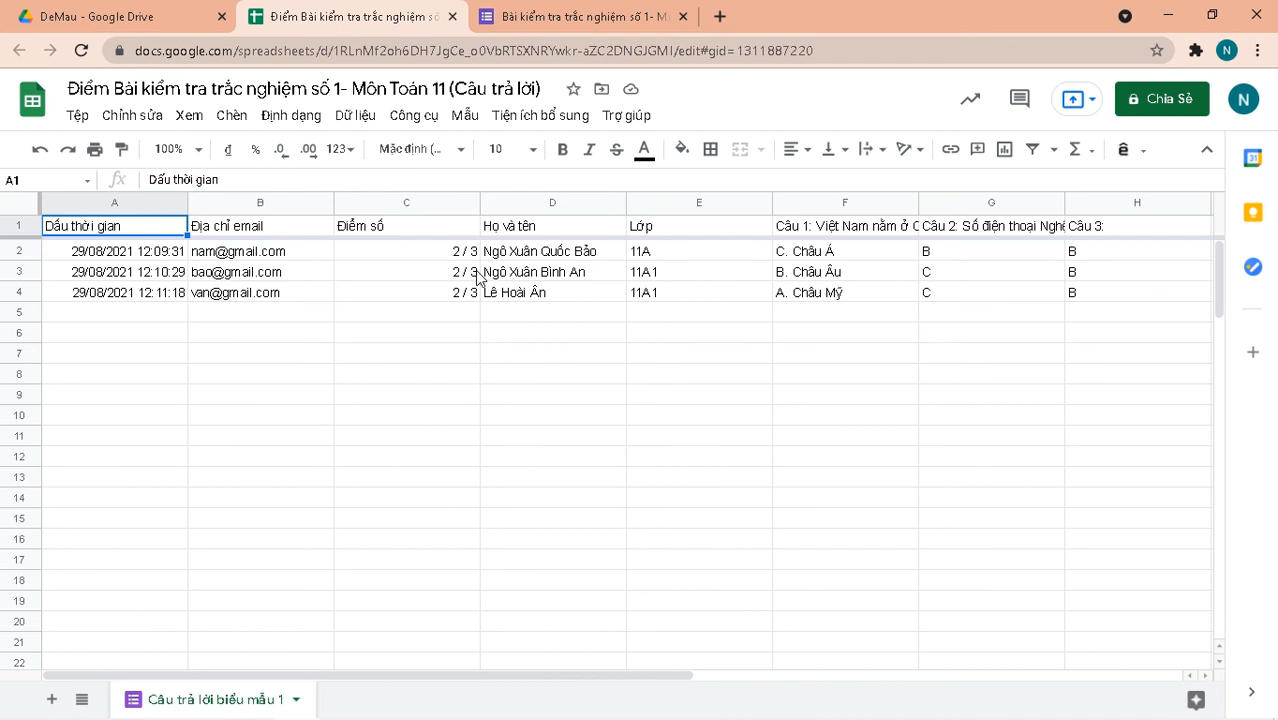 DeMau - Google Drive
Điểm Bài kiểm tra trắc nghiệm số
Bài kiểm tra trắc nghiệm số 1- M
docs.google.com/spreadsheets/d/1RLnMf2oh6DH7JgCe_o0VbRTSXNRYwkr-aZC2DNGJGMI/edit#gid=1311887220
N
Điểm Bài kiểm tra trắc nghiệm số 1- Môn Toán 11 (Câu trả lời)
Chia Sẻ
N
Tệp Chỉnh sửa Xem Chèn Định dạng Dữ liệu Công cụ Mẫu Tiện ích bổ sung Trợ giúp
100% đ % .0 .00 123 Mặc định (... 10 B I S A Σ ê
A1 fx Dấu thời gian
A B C D E F G H
1 Dấu thời gian Địa chỉ email Điểm số Họ và tên Lớp Câu 1: Việt Nam nằm ở C Câu 2: Số điện thoại Nghệ Câu 3:
2 29/08/2021 12:09:31 nam@gmail.com 2 / 3 Ngô Xuân Quốc Bảo 11A C. Châu Á B B
3 29/08/2021 12:10:29 bao@gmail.com 2 / 3 Ngô Xuân Bình An 11A1 B. Châu Âu C B
4 29/08/2021 12:11:18 van@gmail.com 2 / 3 Lê Hoài Ân 11A1 A. Châu Mỹ C B
5
6
7
8
9
10
11
12
13
14
15
16
17
18
19
20
21
22
Câu trả lời biểu mẫu 1